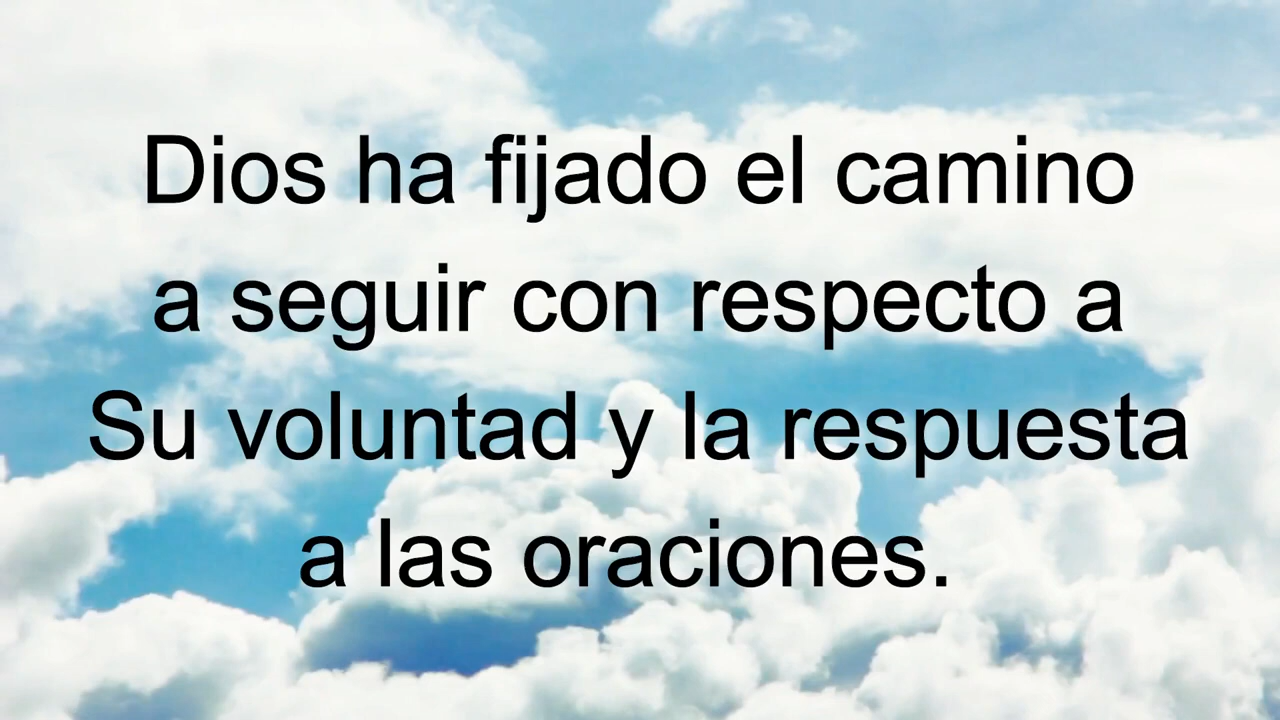 Dios ha fijado el camino
a seguir con respecto a
Su voluntad y la respuesta
a las oraciones.